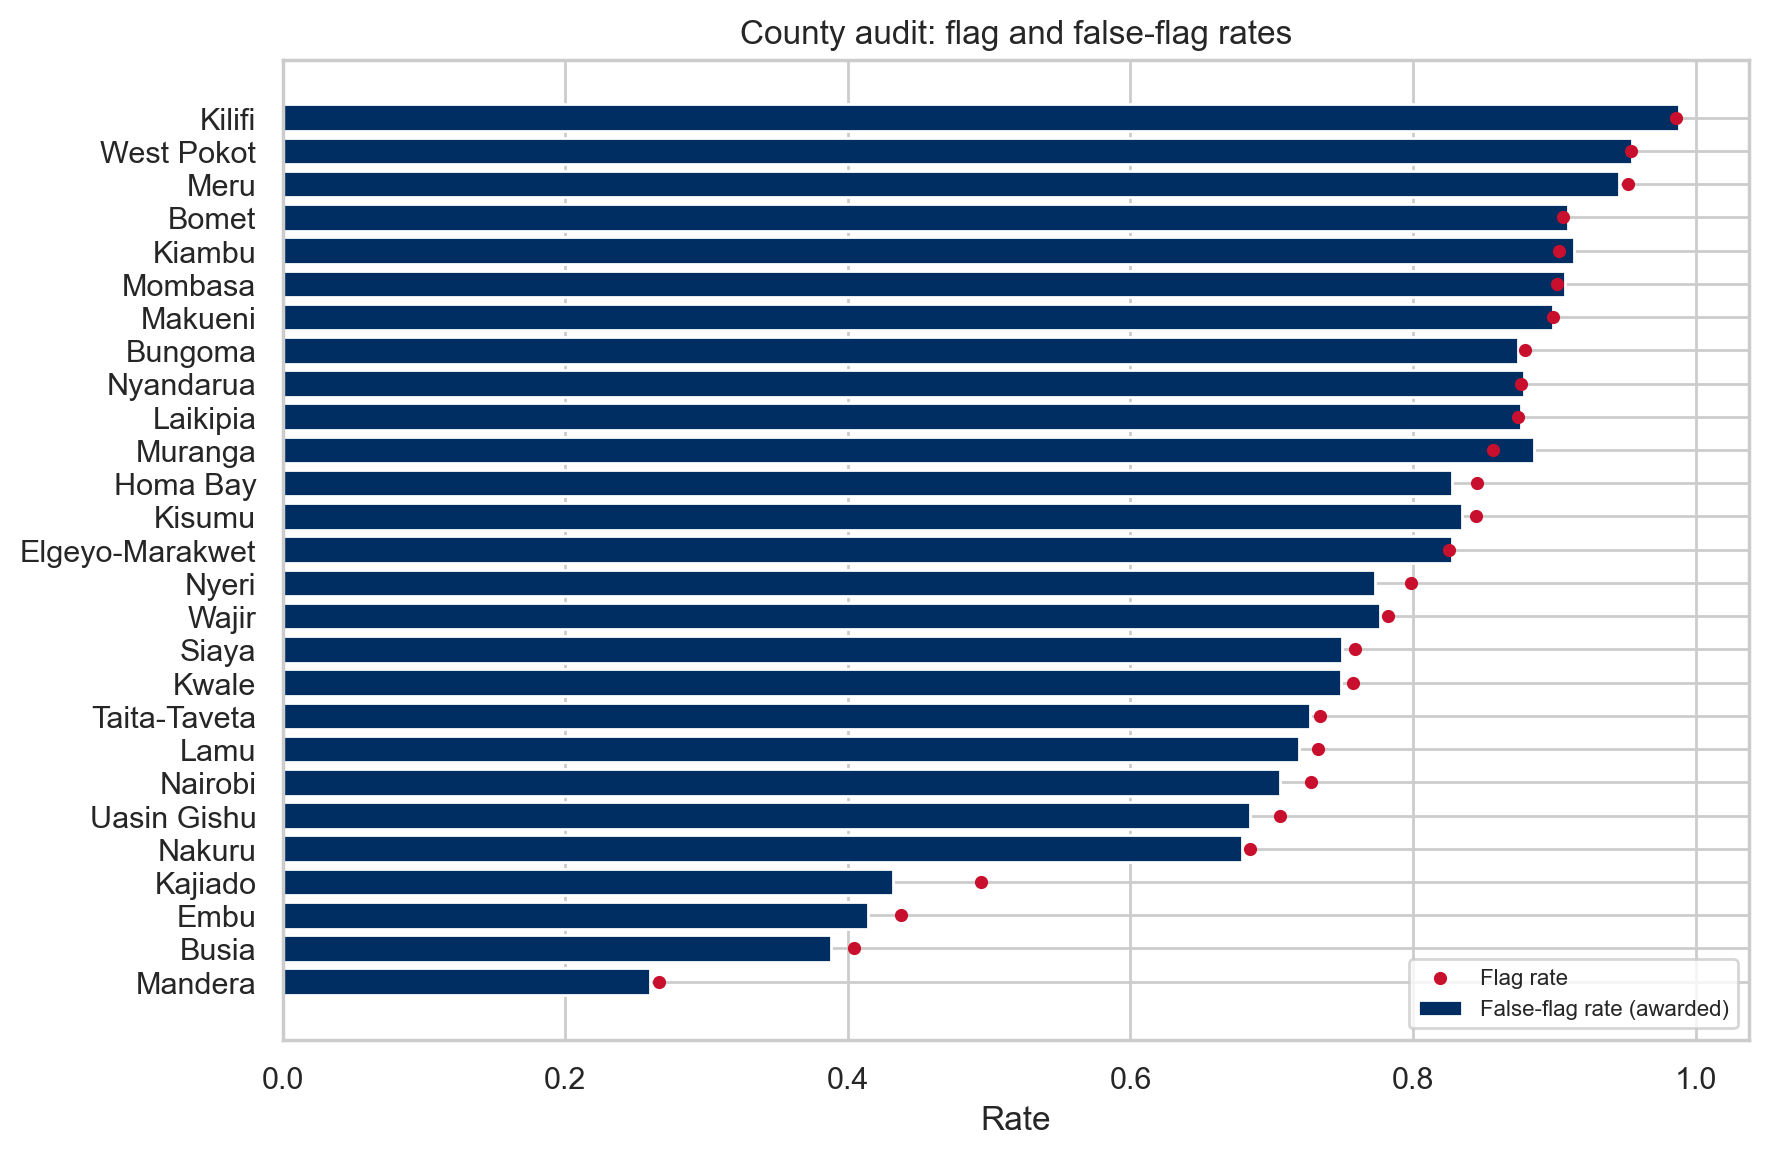 County audit: flag and false-flag rates
Kilifi
West Pokot
Meru
Bomet
Kiambu
Mombasa
Makueni
Bungoma
Nyandarua
Laikipia
Muranga
Homa Bay
Kisumu
Elgeyo-Marakwet
Nyeri
Wajir
Siaya
Kwale
Taita-Taveta
Lamu
Nairobi
Uasin Gishu
Nakuru
Kajiado
Embu
Busia
Mandera
Flag rate
False-flag rate (awarded)
0.0 0.2 0.4 0.6 0.8 1.0
Rate